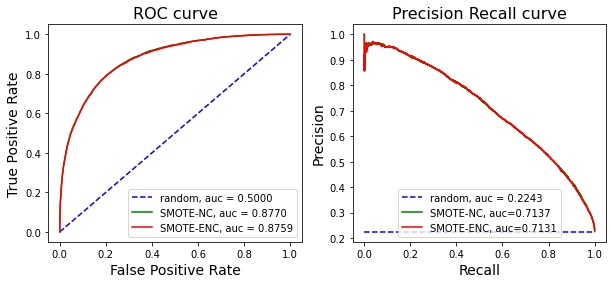 ROC curve
True Positive Rate
1.0
0.8
0.6
0.4
0.2
0.0
random, auc = 0.5000
SMOTE-NC, auc = 0.8770
SMOTE-ENC, auc = 0.8759
0.0 0.2 0.4 0.6 0.8 1.0
False Positive Rate
Precision Recall curve
Precision
1.0
0.9
0.8
0.7
0.6
0.5
0.4
0.3
0.2
random, auc = 0.2243
SMOTE-NC, auc=0.7137
SMOTE-ENC, auc=0.7131
0.0 0.2 0.4 0.6 0.8 1.0
Recall